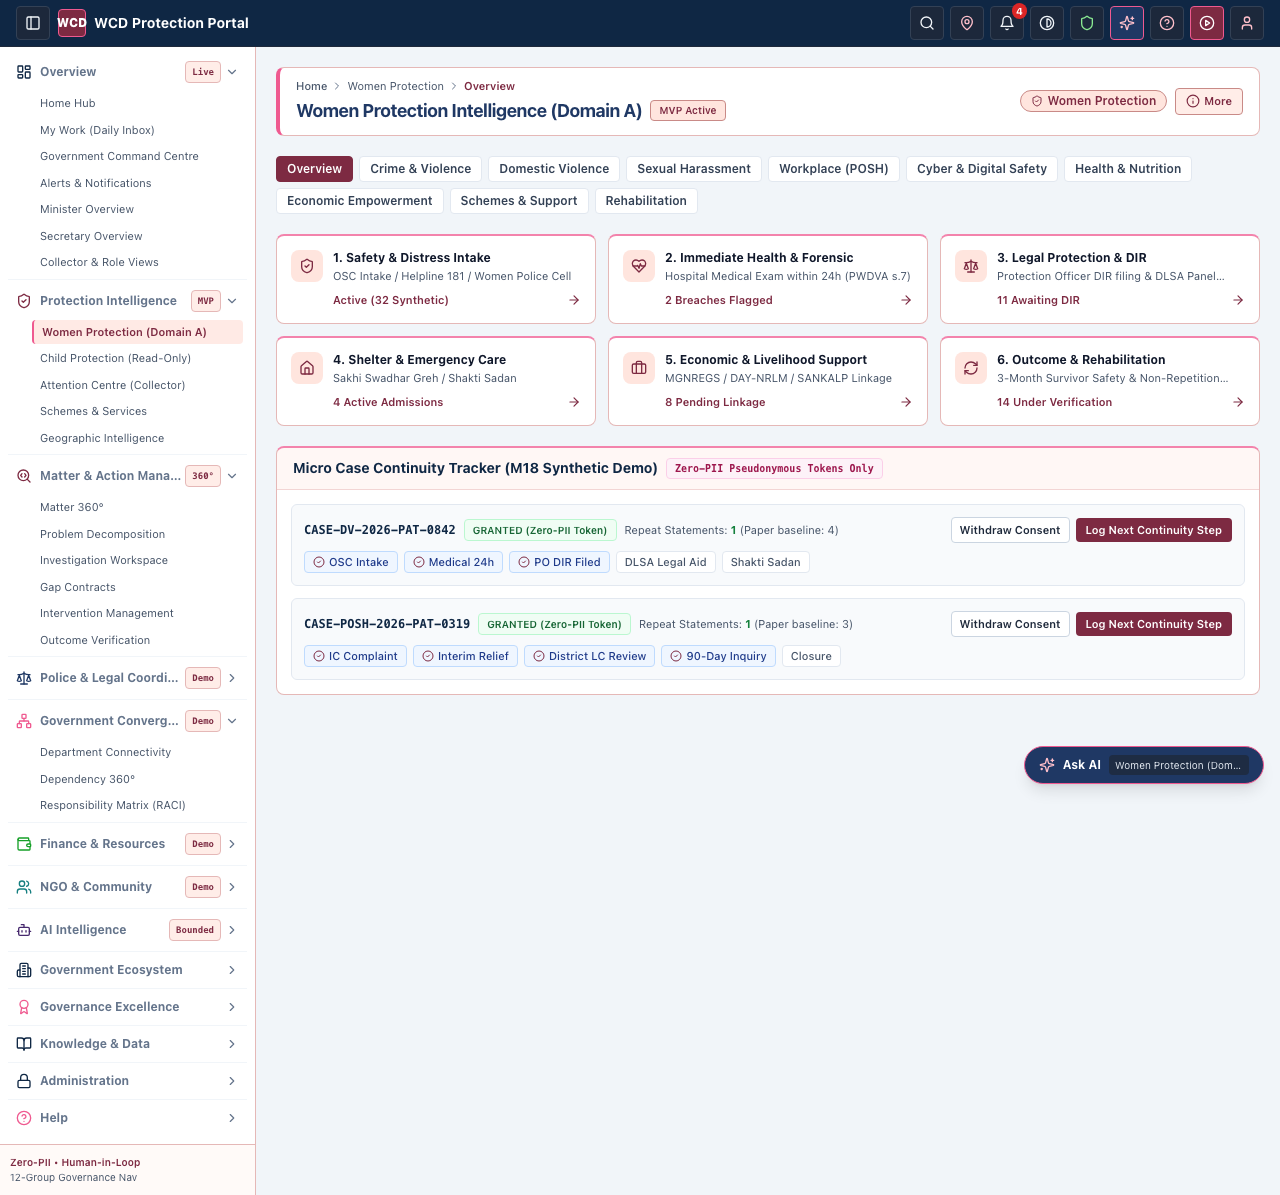 WCD WCD Protection Portal
4
Overview Live
Home Hub
My Work (Daily Inbox)
Government Command Centre
Alerts & Notifications
Minister Overview
Secretary Overview
Collector & Role Views
Protection Intelligence MVP
Women Protection (Domain A)
Child Protection (Read-Only)
Attention Centre (Collector)
Schemes & Services
Geographic Intelligence
Matter & Action Mana... 360°
Matter 360°
Problem Decomposition
Investigation Workspace
Gap Contracts
Intervention Management
Outcome Verification
Police & Legal Coordi... Demo
Government Converg... Demo
Department Connectivity
Dependency 360°
Responsibility Matrix (RACI)
Finance & Resources Demo
NGO & Community Demo
AI Intelligence Bounded
Government Ecosystem
Governance Excellence
Knowledge & Data
Administration
Help
Zero-PII • Human-in-Loop
12-Group Governance Nav
Home > Women Protection > Overview
Women Protection Intelligence (Domain A) MVP Active
Women Protection More
Overview Crime & Violence Domestic Violence Sexual Harassment Workplace (POSH) Cyber & Digital Safety Health & Nutrition
Economic Empowerment Schemes & Support Rehabilitation
1. Safety & Distress Intake
OSC Intake / Helpline 181 / Women Police Cell
Active (32 Synthetic)
2. Immediate Health & Forensic
Hospital Medical Exam within 24h (PWDVA s.7)
2 Breaches Flagged
3. Legal Protection & DIR
Protection Officer DIR filing & DLSA Panel...
11 Awaiting DIR
4. Shelter & Emergency Care
Sakhi Swadhar Greh / Shakti Sadan
4 Active Admissions
5. Economic & Livelihood Support
MGNREGS / DAY-NRLM / SANKALP Linkage
8 Pending Linkage
6. Outcome & Rehabilitation
3-Month Survivor Safety & Non-Repetition...
14 Under Verification
Micro Case Continuity Tracker (M18 Synthetic Demo) Zero-PII Pseudonymous Tokens Only
CASE-DV-2026-PAT-0842 GRANTED (Zero-PII Token) Repeat Statements: 1 (Paper baseline: 4) Withdraw Consent Log Next Continuity Step
OSC Intake Medical 24h PO DIR Filed DLSA Legal Aid Shakti Sadan
CASE-POSH-2026-PAT-0319 GRANTED (Zero-PII Token) Repeat Statements: 1 (Paper baseline: 3) Withdraw Consent Log Next Continuity Step
IC Complaint Interim Relief District LC Review 90-Day Inquiry Closure
Ask AI Women Protection (Dom...